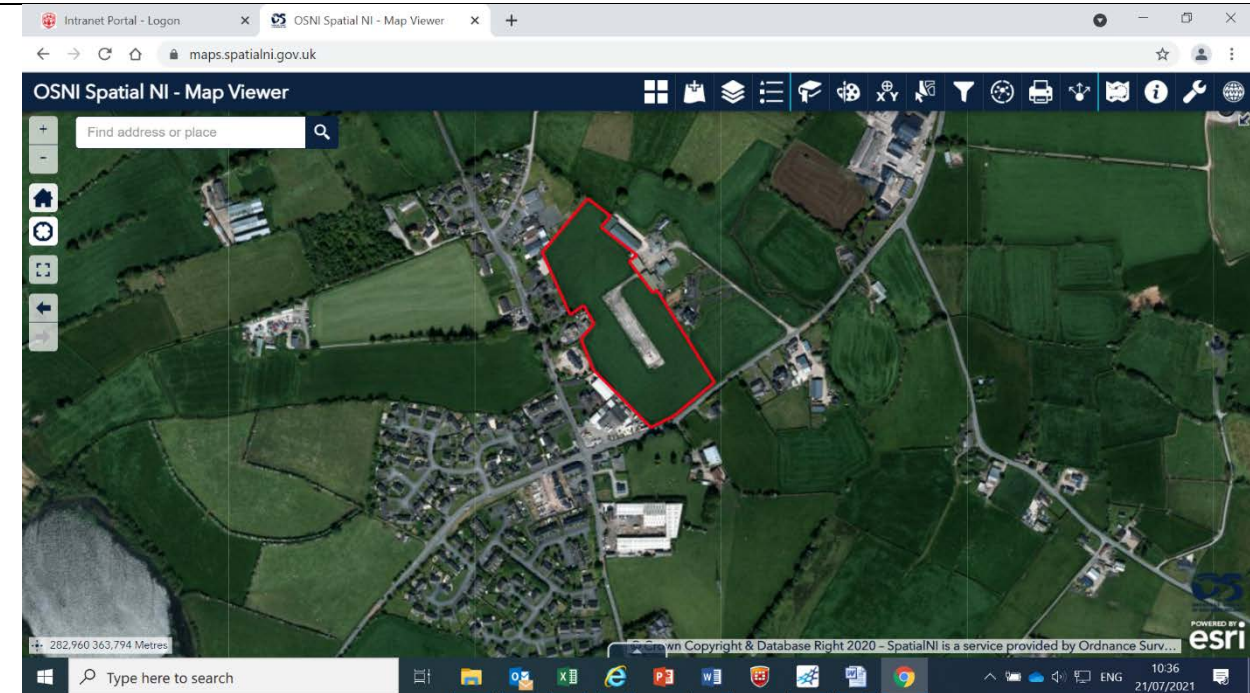 Intranet Portal - Logon
OSNI Spatial NI - Map Viewer
maps.spatialni.gov.uk
OSNI Spatial NI - Map Viewer
Find address or place
282,960 363,794 Metres
Crown Copyright & Database Right 2020 - SpatialNI is a service provided by Ordnance Surv...
POWERED BY
esri
Type here to search
ENG
10:36
21/07/2021